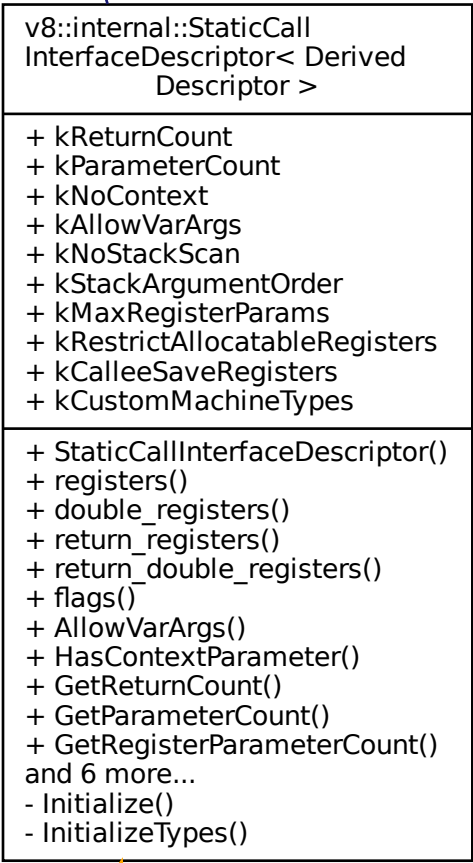 v8::internal::StaticCall
InterfaceDescriptor< Derived
Descriptor >
+ kReturnCount
+ kParameterCount
+ kNoContext
+ kAllowVarArgs
+ kNoStackScan
+ kStackArgumentOrder
+ kMaxRegisterParams
+ kRestrictAllocatableRegisters
+ kCalleeSaveRegisters
+ kCustomMachineTypes
+ StaticCallInterfaceDescriptor()
+ registers()
+ double_registers()
+ return_registers()
+ return_double_registers()
+ flags()
+ AllowVarArgs()
+ HasContextParameter()
+ GetReturnCount()
+ GetParameterCount()
+ GetRegisterParameterCount()
and 6 more...
- Initialize()
- InitializeTypes()